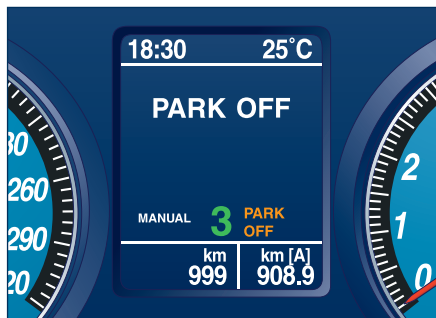 18:30 25°C
PARK OFF
MANUAL 3 PARK
OFF
km km [A]
999 908.9
260
290
2
1
0